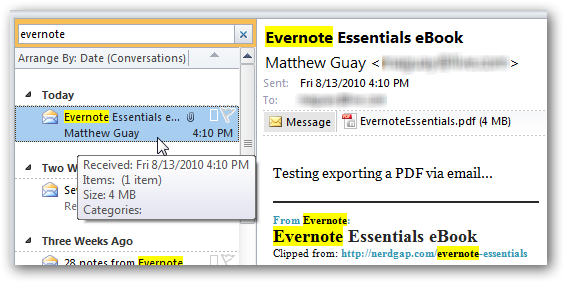 evernote
Arrange By: Date (Conversations)
Today
Evernote Essentials e...
Matthew Guay 4:10 PM
Received: Fri 8/13/2010 4:10 PM
Items: (1 item)
Size: 4 MB
Categories:
Two W
Se
Re
Three Weeks Ago
28 notes from Evernote
Evernote Essentials eBook
Matthew Guay < >
Sent: Fri 8/13/2010 4:10 PM
To:
Message EvernoteEssentials.pdf (4 MB)
Testing exporting a PDF via email...
From Evernote:
Evernote Essentials eBook
Clipped from: http://nerdgap.com/evernote-essentials